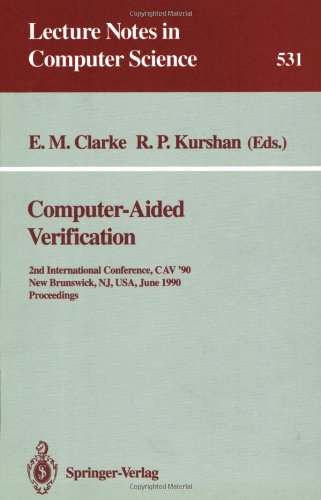 Lecture Notes in
Computer Science
531
E. M. Clarke R. P. Kurshan (Eds.)
Computer-Aided
Verification
2nd International Conference, CAV '90
New Brunswick, NJ, USA, June 1990
Proceedings
Springer-Verlag